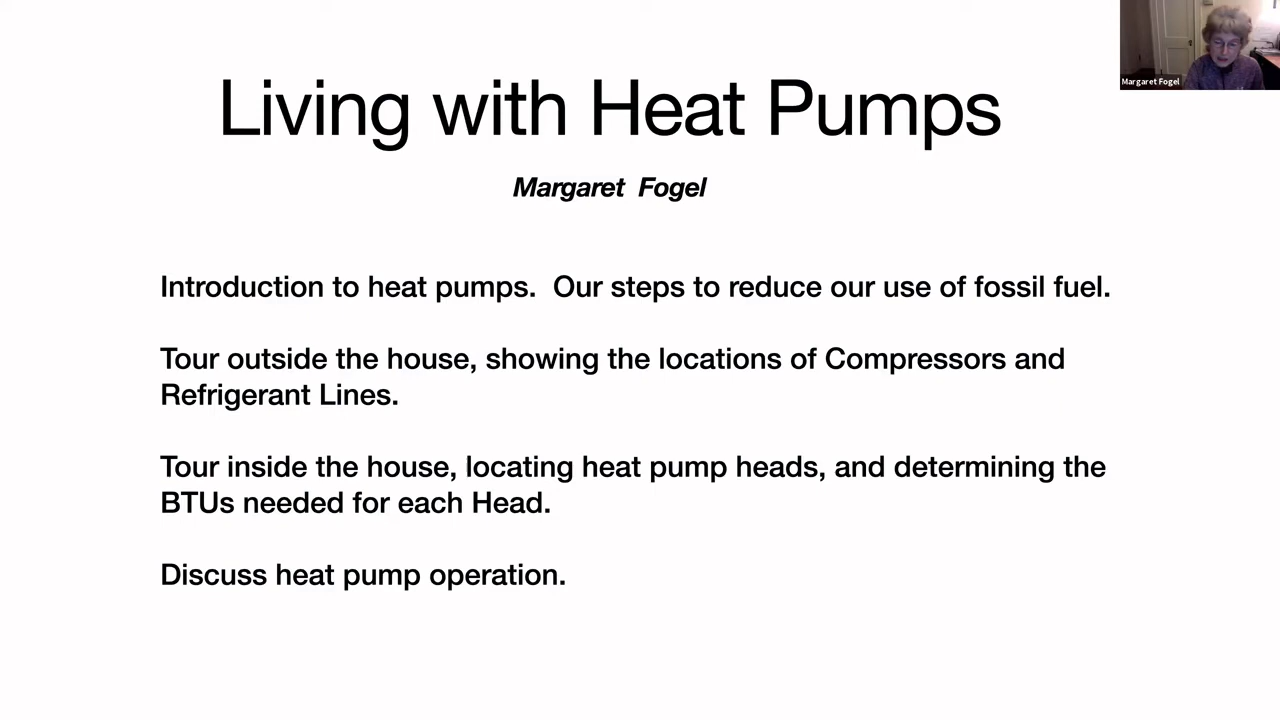 Living with Heat Pumps
Margaret Fogel
Margaret Fogel
Introduction to heat pumps. Our steps to reduce our use of fossil fuel.
Tour outside the house, showing the locations of Compressors and
Refrigerant Lines.
Tour inside the house, locating heat pump heads, and determining the
BTUs needed for each Head.
Discuss heat pump operation.